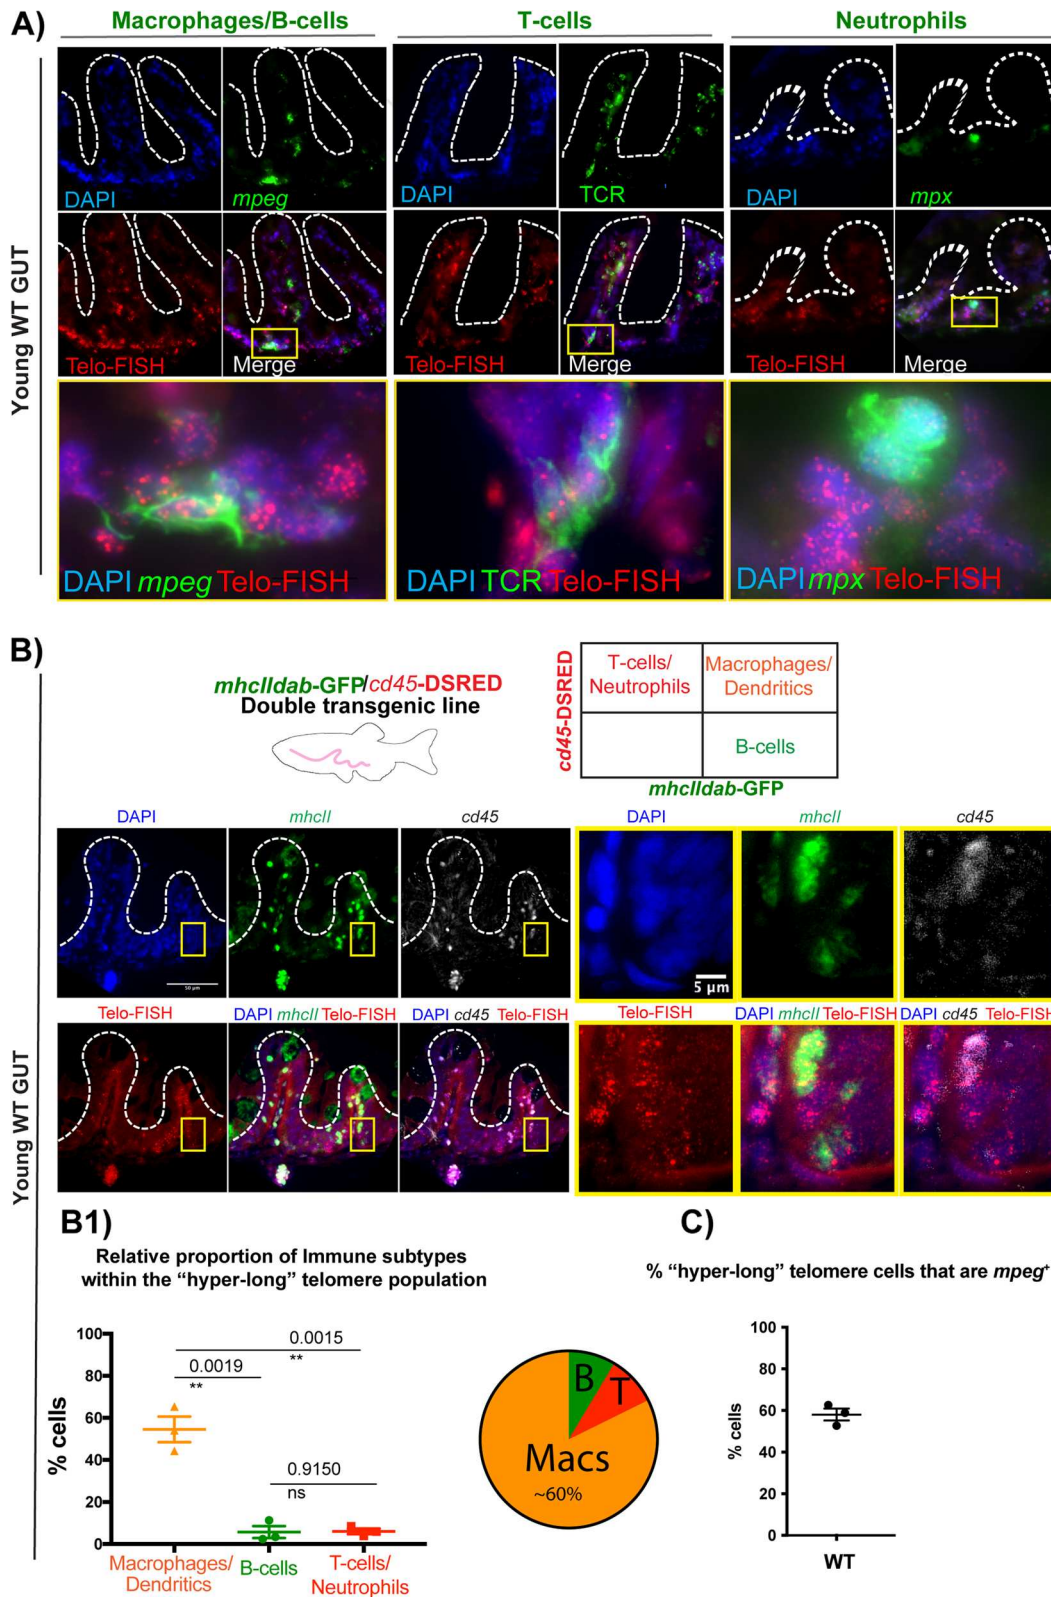 A)
Macrophages/B-cells
T-cells
Neutrophils
Young WT GUT
DAPI
mpeg
DAPI
TCR
DAPI
mpx
Telo-FISH
Merge
Telo-FISH
Merge
Telo-FISH
Merge
DAPI mpeg Telo-FISH
DAPI TCR Telo-FISH
DAPI mpx Telo-FISH
B)
Young WT GUT
mhcIIdab-GFP/cd45-DSRED
Double transgenic line
cd45-DSRED
T-cells/
Neutrophils
Macrophages/
Dendritics
B-cells
mhcIIdab-GFP
DAPI
mhcII
cd45
DAPI
mhcII
cd45
50 µm
5 µm
Telo-FISH
DAPI mhcII Telo-FISH
DAPI cd45 Telo-FISH
Telo-FISH
DAPI mhcII Telo-FISH
DAPI cd45 Telo-FISH
B1)
Relative proportion of Immune subtypes
within the “hyper-long” telomere population
% cells
100
80
60
40
20
0
0.0015
**
0.0019
**
0.9150
ns
Macrophages/
Dendritics
B-cells
T-cells/
Neutrophils
B
T
Macs
~60%
C)
% “hyper-long” telomere cells that are mpeg+
% cells
100
80
60
40
20
0
WT